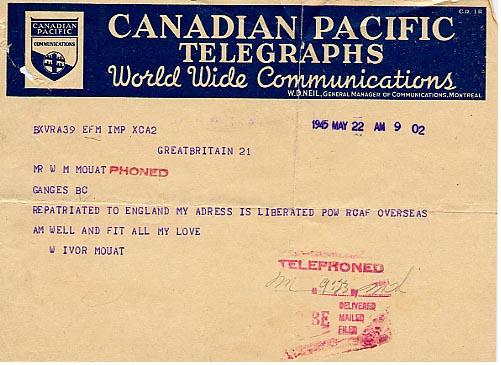 C.D. 1R
CANADIAN PACIFIC
COMMUNICATIONS
CANADIAN PACIFIC
TELEGRAPHS
World Wide Communications
W.D.NEIL, GENERAL MANAGER OF COMMUNICATIONS, MONTREAL
BXVRA39 EFM IMP XCA2
1945 MAY 22 AM 9 02
GREATBRITAIN 21
MR W M MOUAT PHONED
GANGES BC
REPATRIATED TO ENGLAND MY ADRESS IS LIBERATED POW RCAF OVERSEAS
AM WELL AND FIT ALL MY LOVE
W IVOR MOUAT
TELEPHONED
BY
DELIVERED
MAILED
FILED